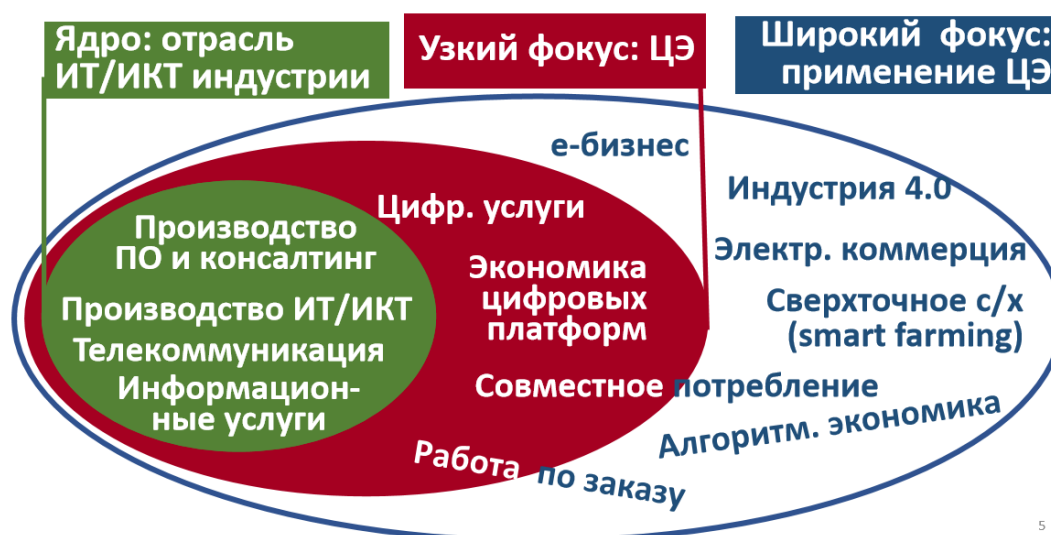 Ядро: отрасль
ИТ/ИКТ индустрии
Узкий фокус: ЦЭ
Широкий фокус:
применение ЦЭ
Производство
ПО и консалтинг
Производство ИТ/ИКТ
Телекоммуникация
Информацион-
ные услуги
Цифр. услуги
Экономика
цифровых
платформ
Совместное потребление
Работа по заказу
е-бизнес
Индустрия 4.0
Электр. коммерция
Сверхточное с/х
(smart farming)
Алгоритм. экономика
5